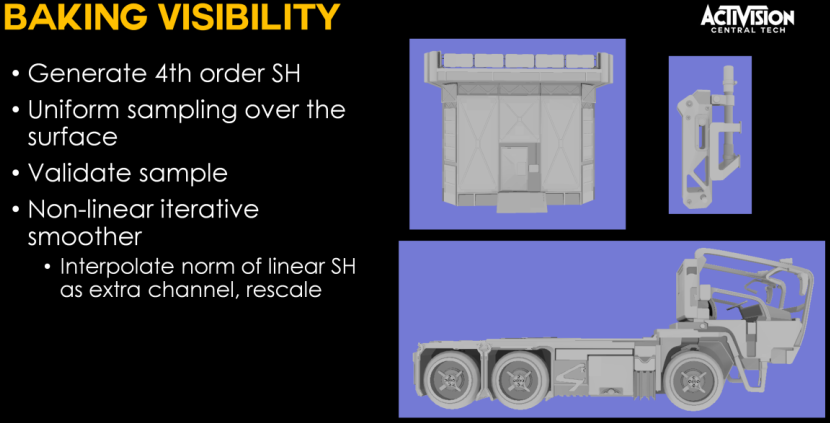 BAKING VISIBILITY
ACTIVISION
CENTRAL TECH
• Generate 4th order SH
• Uniform sampling over the
surface
• Validate sample
• Non-linear iterative
smoother
• Interpolate norm of linear SH
as extra channel, rescale